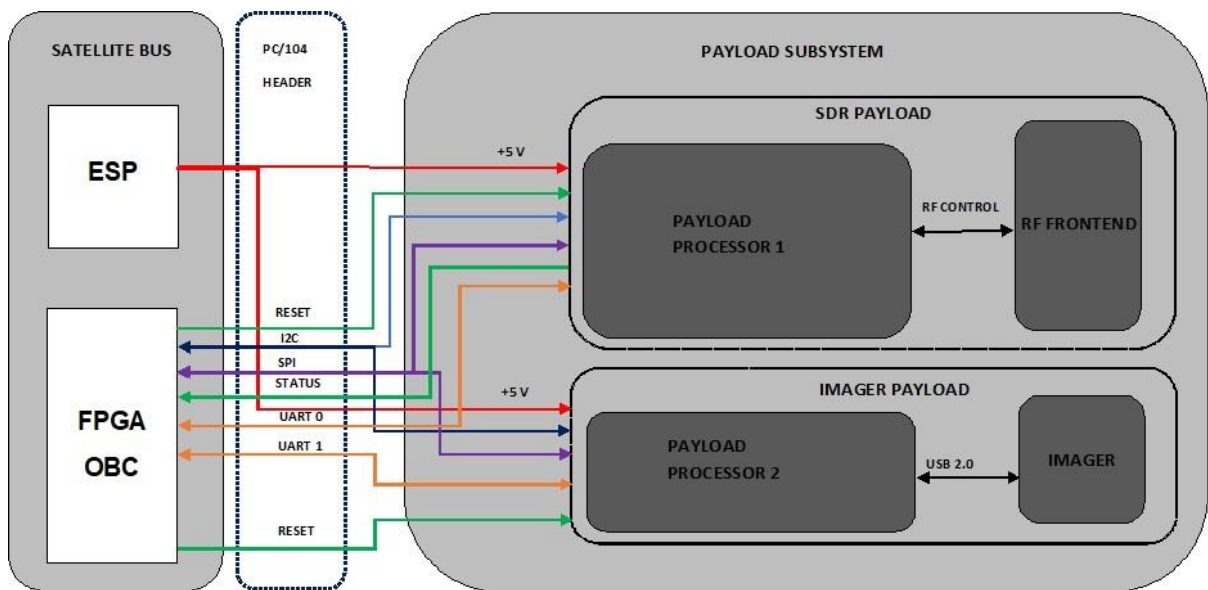 SATELLITE BUS
PC/104
HEADER
PAYLOAD SUBSYSTEM
SDR PAYLOAD
ESP
+5 V
PAYLOAD
PROCESSOR 1
RF CONTROL
RF FRONTEND
RESET
I2C
SPI
STATUS
UART 0
UART 1
RESET
FPGA
OBC
+5 V
IMAGER PAYLOAD
PAYLOAD
PROCESSOR 2
USB 2.0
IMAGER